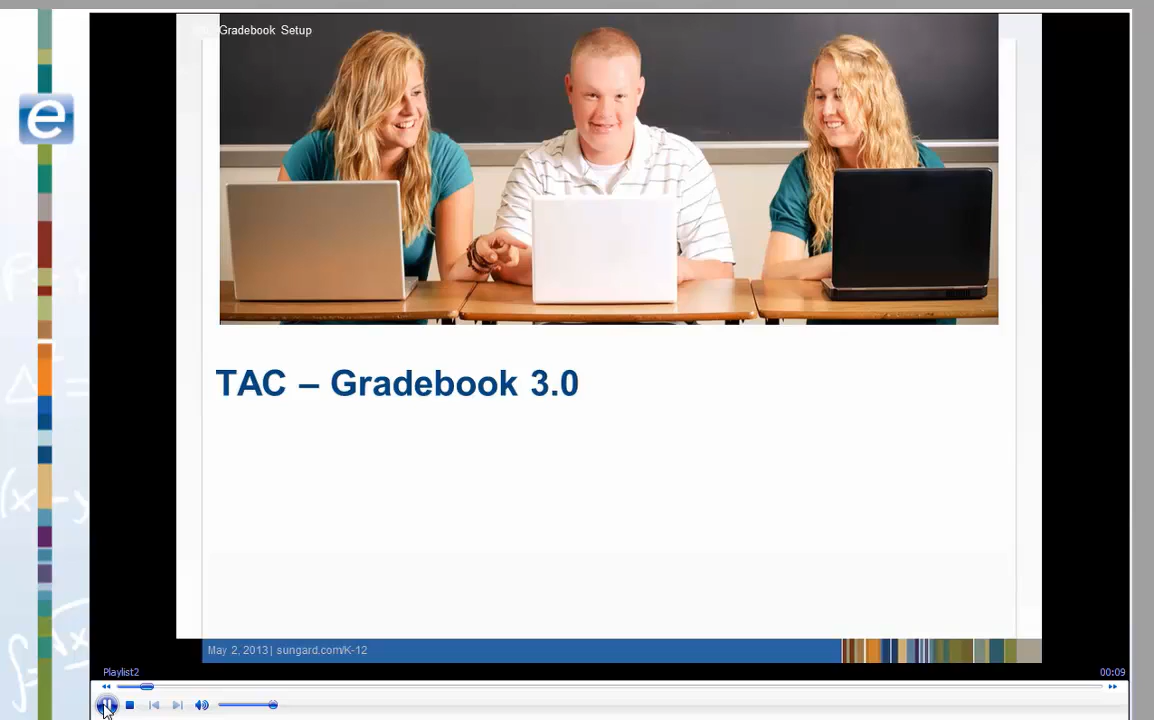 Gradebook Setup
e
TAC – Gradebook 3.0
May 2, 2013 | sungard.com/K-12
Playlist2
00:09